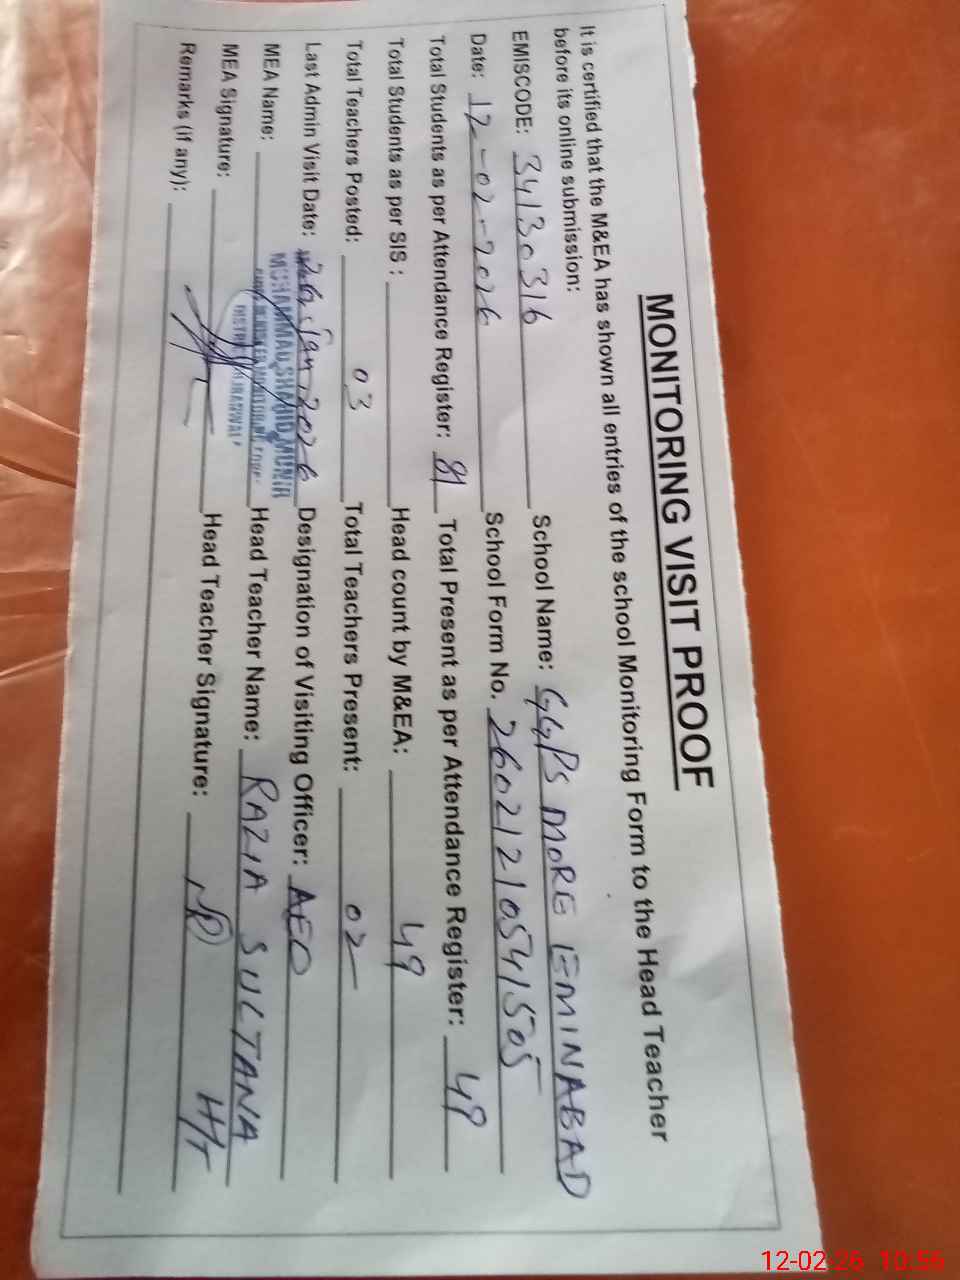 MONITORING VISIT PROOF
It is certified that the M&EA has shown all entries of the school Monitoring Form to the Head Teacher
before its online submission:
EMISCODE: 34130316 School Name: GGPS MORE EMINABAD
Date: 12-02-2026 School Form No. 26021210541505
Total Students as per Attendance Register: 81 Total Present as per Attendance Register: 49
Total Students as per SIS : Head count by M&EA: 49
Total Teachers Posted: 03 Total Teachers Present: 02
Last Admin Visit Date: Jan, 2026 Designation of Visiting Officer: AEO
MEA Name: MUHAMMAD SHAHID MUNIR Head Teacher Name: RAZIA SULTANA
MEA Signature: Head Teacher Signature: H/T
Remarks (if any):
12-02-26 10:56